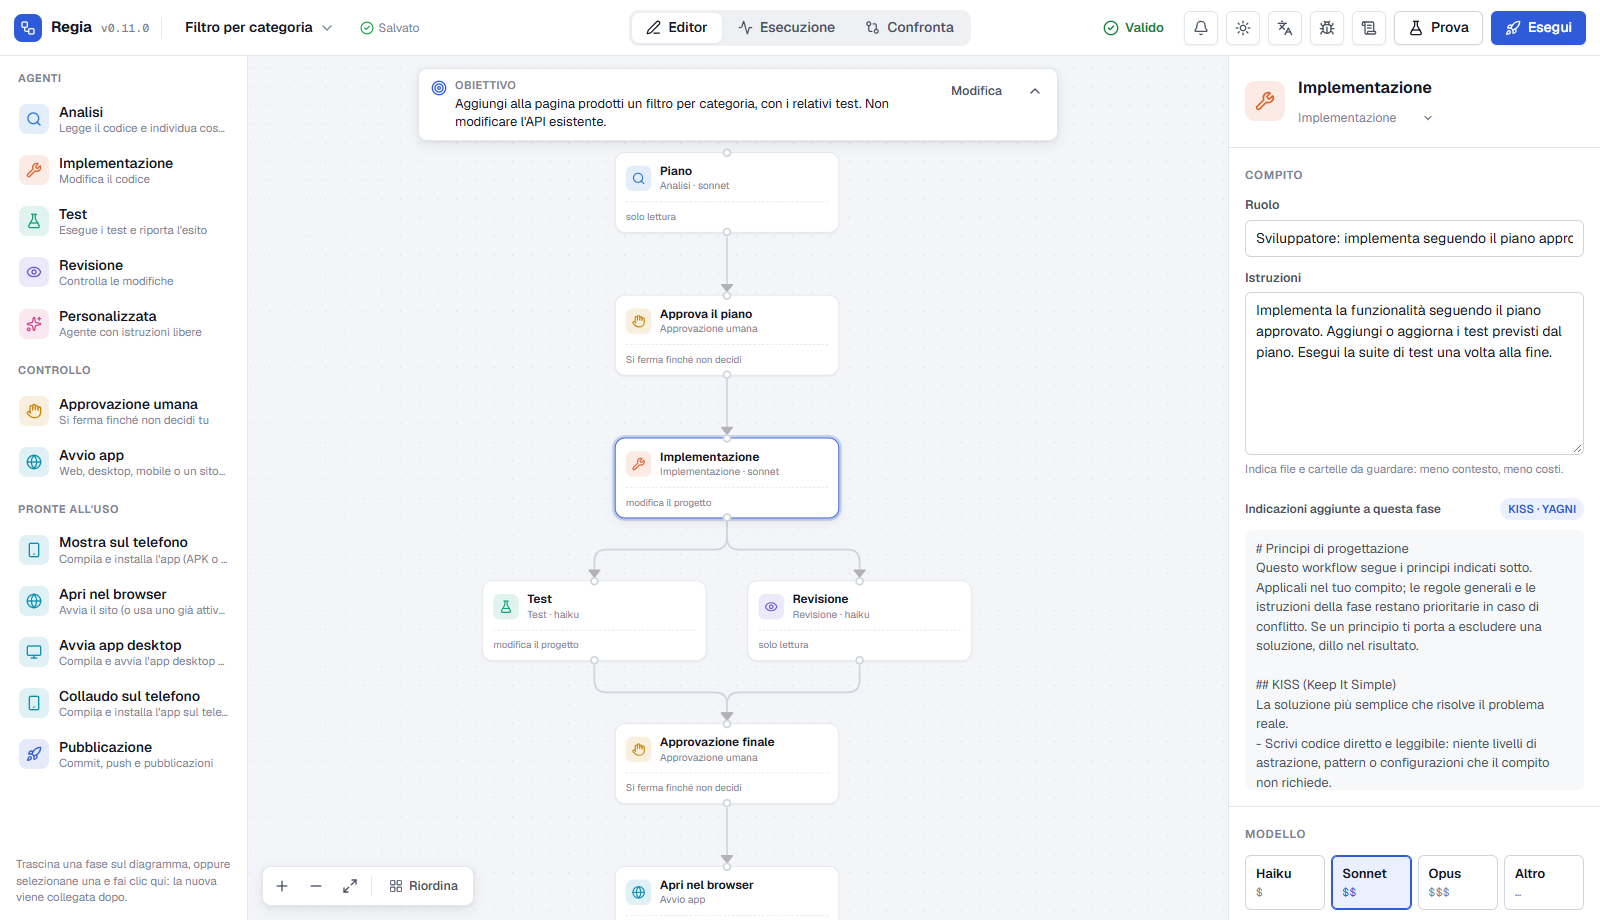 Regia v0.11.0
Filtro per categoria
Salvato
Editor
Esecuzione
Confronta
Valido
Prova
Esegui
AGENTI
Analisi
Legge il codice e individua cos...
Implementazione
Modifica il codice
Test
Esegue i test e riporta l'esito
Revisione
Controlla le modifiche
Personalizzata
Agente con istruzioni libere
CONTROLLO
Approvazione umana
Si ferma finché non decidi tu
Avvio app
Web, desktop, mobile o un sito...
PRONTE ALL'USO
Mostra sul telefono
Compila e installa l'app (APK o ...
Apri nel browser
Avvia il sito (o usa uno già attiv...
Avvia app desktop
Compila e avvia l'app desktop ...
Collaudo sul telefono
Compila e installa l'app sul tele...
Pubblicazione
Commit, push e pubblicazioni
Trascina una fase sul diagramma, oppure
selezionane una e fai clic qui: la nuova
viene collegata dopo.
OBIETTIVO
Aggiungi alla pagina prodotti un filtro per categoria, con i relativi test. Non
modificare l'API esistente.
Modifica
Piano
Analisi · sonnet
solo lettura
Approva il piano
Approvazione umana
Si ferma finché non decidi
Implementazione
Implementazione · sonnet
modifica il progetto
Test
Test · haiku
modifica il progetto
Revisione
Revisione · haiku
solo lettura
Approvazione finale
Approvazione umana
Si ferma finché non decidi
Apri nel browser
Avvio app
Riordina
Implementazione
Implementazione
COMPITO
Ruolo
Sviluppatore: implementa seguendo il piano appro
Istruzioni
Implementa la funzionalità seguendo il piano
approvato. Aggiungi o aggiorna i test previsti dal
piano. Esegui la suite di test una volta alla fine.
Indica file e cartelle da guardare: meno contesto, meno costi.
Indicazioni aggiunte a questa fase
KISS · YAGNI
# Principi di progettazione
Questo workflow segue i principi indicati sotto.
Applicali nel tuo compito; le regole generali e le
istruzioni della fase restano prioritarie in caso di
conflitto. Se un principio ti porta a escludere una
soluzione, dillo nel risultato.
## KISS (Keep It Simple)
La soluzione più semplice che risolve il problema
reale.
- Scrivi codice diretto e leggibile: niente livelli di
astrazione, pattern o configurazioni che il compito
non richiede.
MODELLO
Haiku
$
Sonnet
$$
Opus
$$$
Altro
...